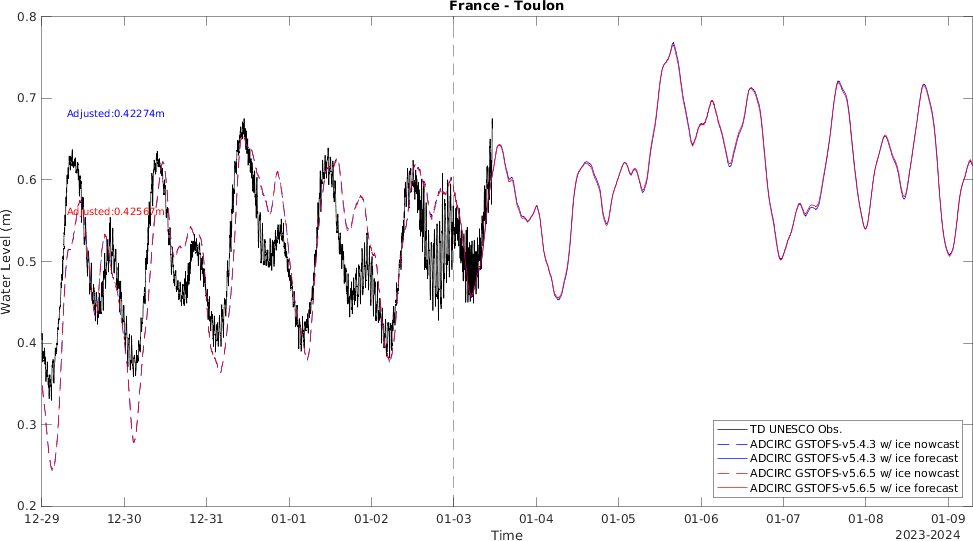 France - Toulon
Water Level (m)
0.8
0.7
0.6
0.5
0.4
0.3
0.2
Adjusted:0.42274m
Adjusted:0.42567m
TD UNESCO Obs.
ADCIRC GSTOFS-v5.4.3 w/ ice nowcast
ADCIRC GSTOFS-v5.4.3 w/ ice forecast
ADCIRC GSTOFS-v5.6.5 w/ ice nowcast
ADCIRC GSTOFS-v5.6.5 w/ ice forecast
12-29 12-30 12-31 01-01 01-02 01-03 01-04 01-05 01-06 01-07 01-08 01-09
Time
2023-2024